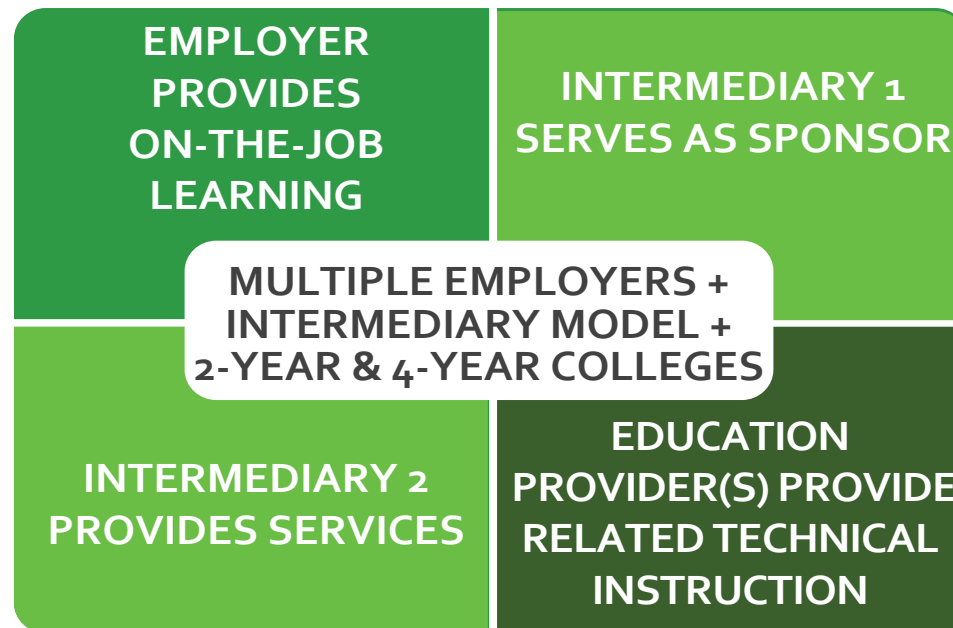 EMPLOYER
PROVIDES
ON-THE-JOB
LEARNING
INTERMEDIARY 1
SERVES AS SPONSOR
MULTIPLE EMPLOYERS +
INTERMEDIARY MODEL +
2-YEAR & 4-YEAR COLLEGES
INTERMEDIARY 2
PROVIDES SERVICES
EDUCATION
PROVIDER(S) PROVIDE
RELATED TECHNICAL
INSTRUCTION